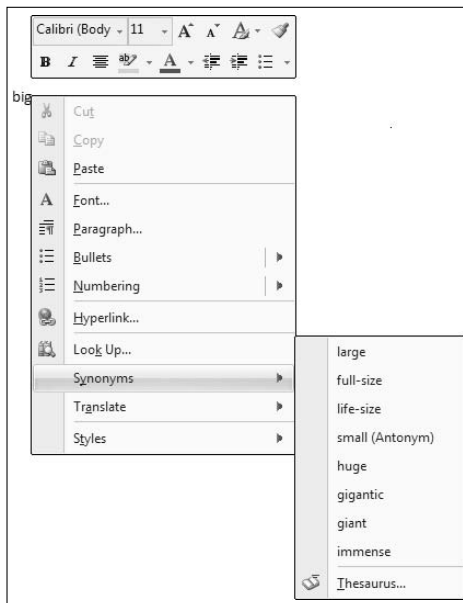 Calibri (Body 11 A A A
B I ab A
big
Cut
Copy
Paste
A Font...
Paragraph...
Bullets
Numbering
Hyperlink...
Look Up...
Synonyms
Translate
Styles
large
full-size
life-size
small (Antonym)
huge
gigantic
giant
immense
Thesaurus...